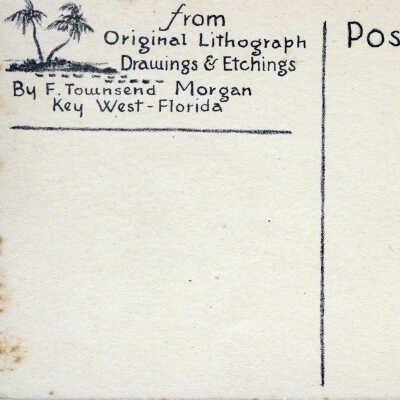 from
Original Lithograph
Drawings & Etchings
By F. Townsend Morgan
Key West-Florida
Pos